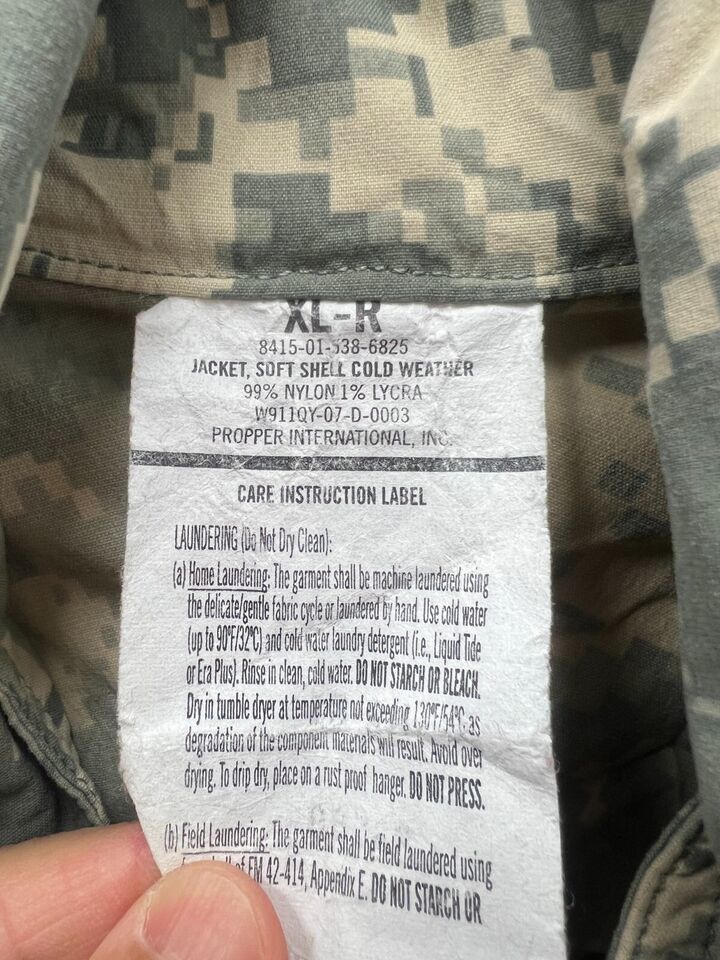 XL-R
8415-01-538-6825
JACKET, SOFT SHELL COLD WEATHER
99% NYLON 1% LYCRA
W911QY-07-D-0003
PROPPER INTERNATIONAL, INC.
CARE INSTRUCTION LABEL
LAUNDERING (Do Not Dry Clean):
(a) Home Laundering: The garment shall be machine laundered using
the delicate/gentle fabric cycle or laundered by hand. Use cold water
(up to 90°F/32°C) and cold water laundry detergent (i.e., Liquid Tide
or Era Plus). Rinse in clean, cold water. DO NOT STARCH OR BLEACH.
Dry in tumble dryer at temperature not exceeding 130°F/54°C as
degradation of the component materials will result. Avoid over
drying. To drip dry, place on a rust proof hanger. DO NOT PRESS.
(b) Field Laundering: The garment shall be field laundered using
of FM 42-414, Appendix E. DO NOT STARCH OR